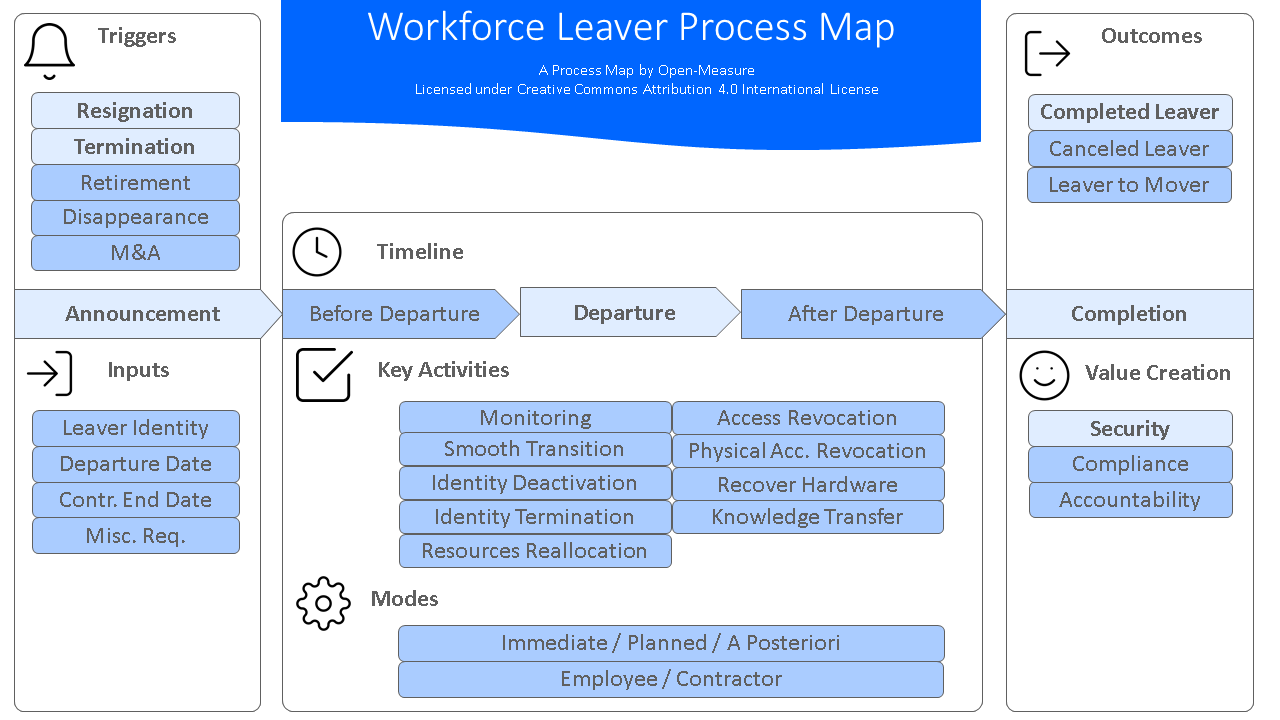 Workforce Leaver Process Map
A Process Map by Open-Measure
Licensed under Creative Commons Attribution 4.0 International License
Triggers
Resignation
Termination
Retirement
Disappearance
M&A
Announcement
Inputs
Leaver Identity
Departure Date
Contr. End Date
Misc. Req.
Timeline
Before Departure
Departure
After Departure
Key Activities
Monitoring
Smooth Transition
Identity Deactivation
Identity Termination
Resources Reallocation
Access Revocation
Physical Acc. Revocation
Recover Hardware
Knowledge Transfer
Modes
Immediate / Planned / A Posteriori
Employee / Contractor
Outcomes
Completed Leaver
Canceled Leaver
Leaver to Mover
Completion
Value Creation
Security
Compliance
Accountability